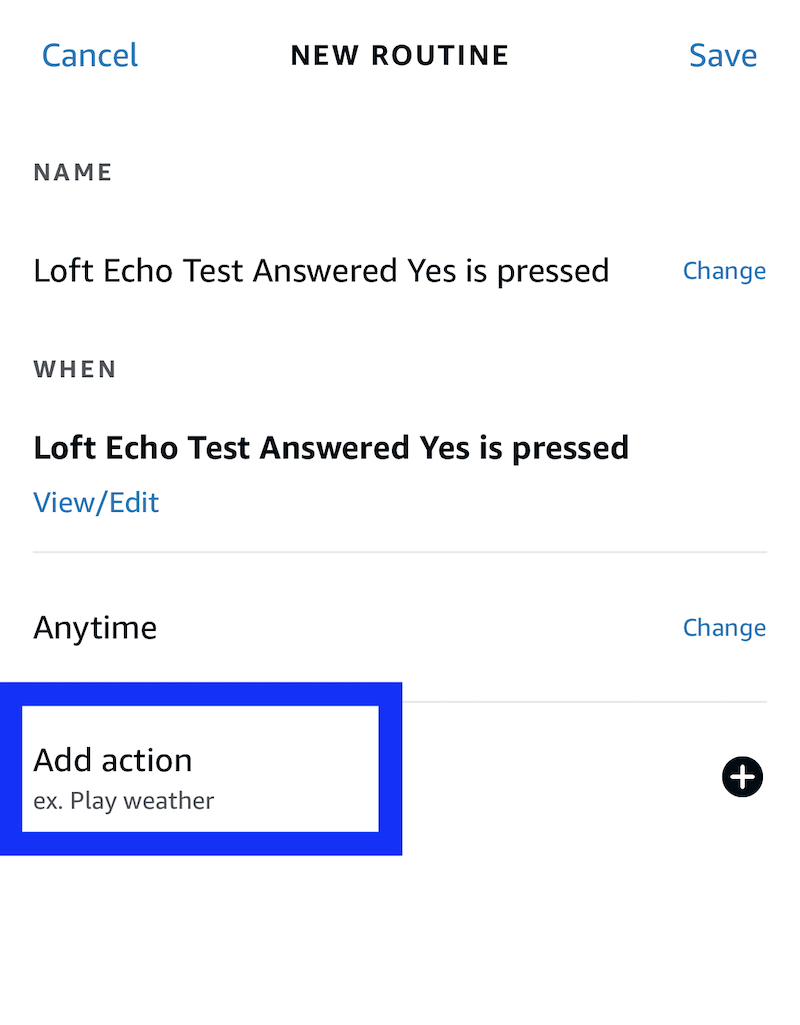 Cancel NEW ROUTINE Save
NAME
Loft Echo Test Answered Yes is pressed Change
WHEN
Loft Echo Test Answered Yes is pressed
View/Edit
Anytime Change
Add action
ex. Play weather